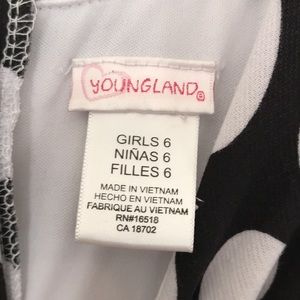 YOUNGLAND®
GIRLS 6
NIÑAS 6
FILLES 6
MADE IN VIETNAM
HECHO EN VIETNAM
FABRIQUE AU VIETNAM
RN#16518
CA 18702